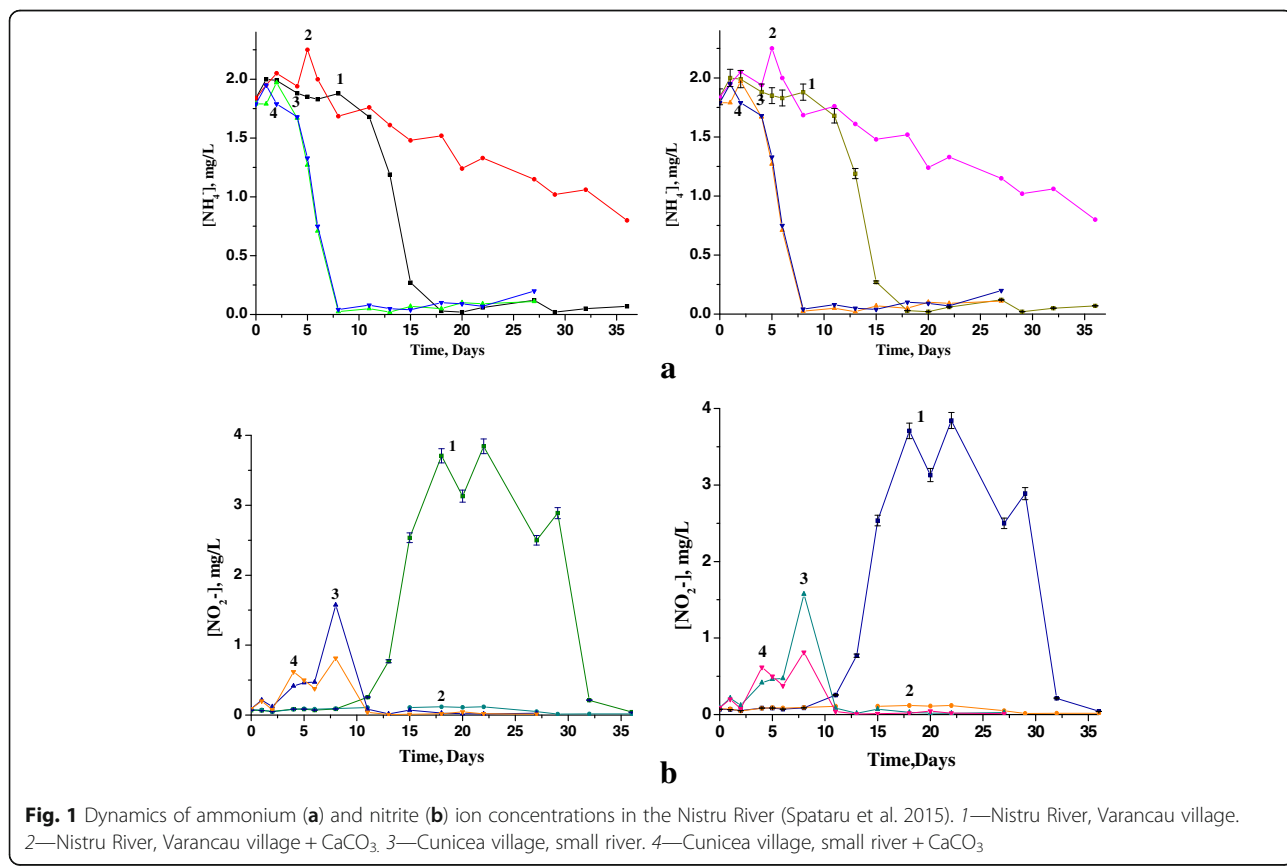 2
1
3
4
[NH₄⁺], mg/L
2.0
1.5
1.0
0.5
0.0
0 5 10 15 20 25 30 35
Time, Days
2
1
3
4
[NH₄⁺], mg/L
2.0
1.5
1.0
0.5
0.0
0 5 10 15 20 25 30 35
Time, Days
a
1
3
4
2
[NO₂-], mg/L
4
3
2
1
0
0 5 10 15 20 25 30 35
Time, Days
1
3
4
2
[NO₂-], mg/L
4
3
2
1
0
0 5 10 15 20 25 30 35
Time,Days
b
Fig. 1 Dynamics of ammonium (a) and nitrite (b) ion concentrations in the Nistru River (Spataru et al. 2015). 1—Nistru River, Varancau village.
2—Nistru River, Varancau village + CaCO₃. 3—Cunicea village, small river. 4—Cunicea village, small river + CaCO₃